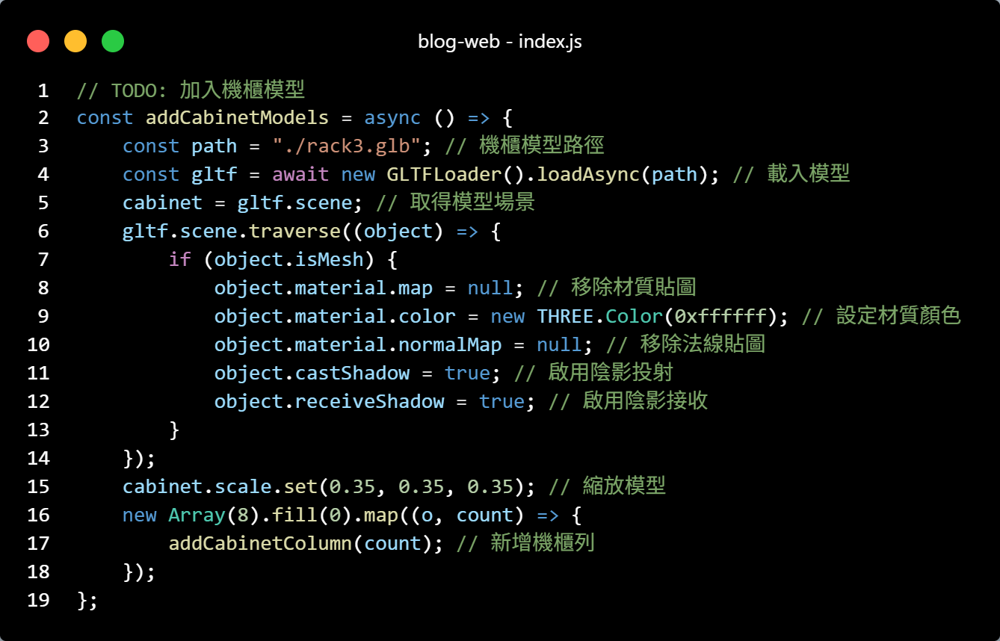 blog-web - index.js
1 // TODO: 加入機櫃模型
2 const addCabinetModels = async () => {
3     const path = "./rack3.glb"; // 機櫃模型路徑
4     const gltf = await new GLTFLoader().loadAsync(path); // 載入模型
5     cabinet = gltf.scene; // 取得模型場景
6     gltf.scene.traverse((object) => {
7         if (object.isMesh) {
8             object.material.map = null; // 移除材質貼圖
9             object.material.color = new THREE.Color(0xffffff); // 設定材質顏色
10             object.material.normalMap = null; // 移除法線貼圖
11             object.castShadow = true; // 啟用陰影投射
12             object.receiveShadow = true; // 啟用陰影接收
13         }
14     });
15     cabinet.scale.set(0.35, 0.35, 0.35); // 縮放模型
16     new Array(8).fill(0).map((o, count) => {
17         addCabinetColumn(count); // 新增機櫃列
18     });
19 };